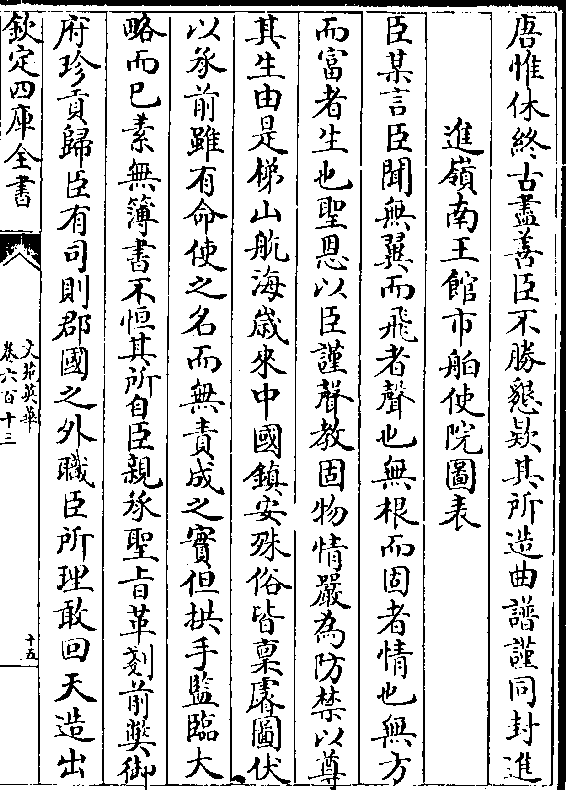 唐惟休終古盡善臣不勝懇欵其所造曲譜謹同封進
進嶺南王館市舶使院圖表
臣某言臣聞無翼而飛者聲也無根而固者情也無方
而富者生也聖恩以臣謹聲教固物情嚴為防禁以尊
其生由是梯山航海歳来中國鎮安殊俗皆禀睿圖伏
以承前雖有命使之名而無責成之實但拱手監臨大
略而已素無簿書不恒其所自臣親承聖旨革剗前弊御
府珍貢歸臣有司則郡國之外職臣所理敢回天造出
欽定四庫全書
文苑英華
卷六百十三
十五